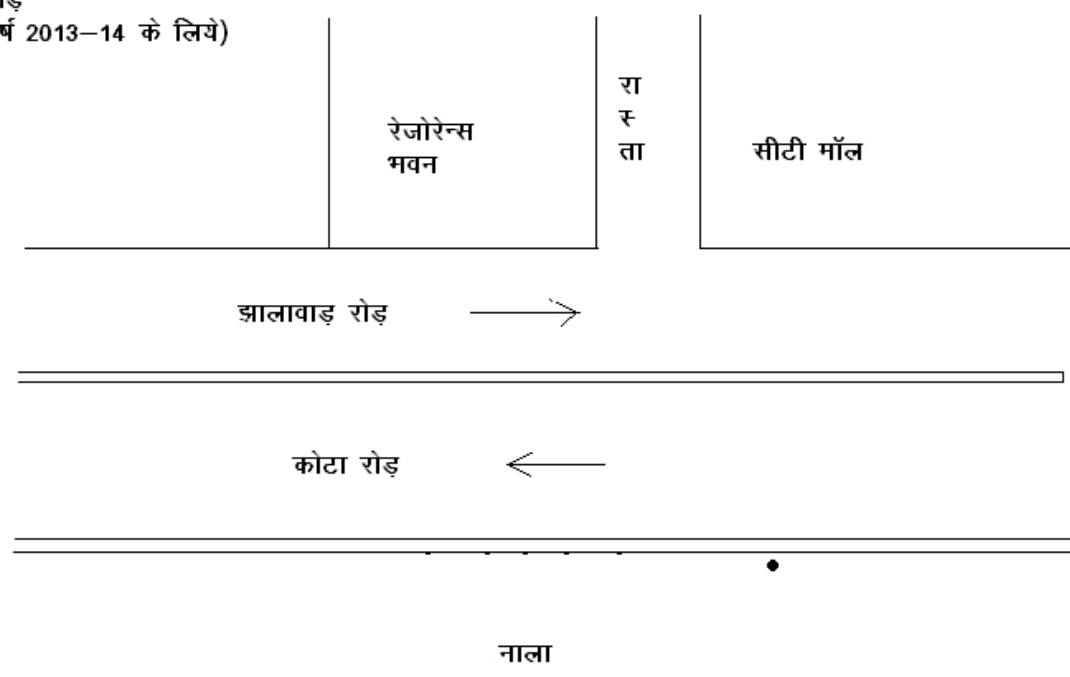 2013–14 के लिये)
रास्ता
रेजोरेन्स
भवन
सीटी मॉल
झालावाड़ रोड़
कोटा रोड़
नाला